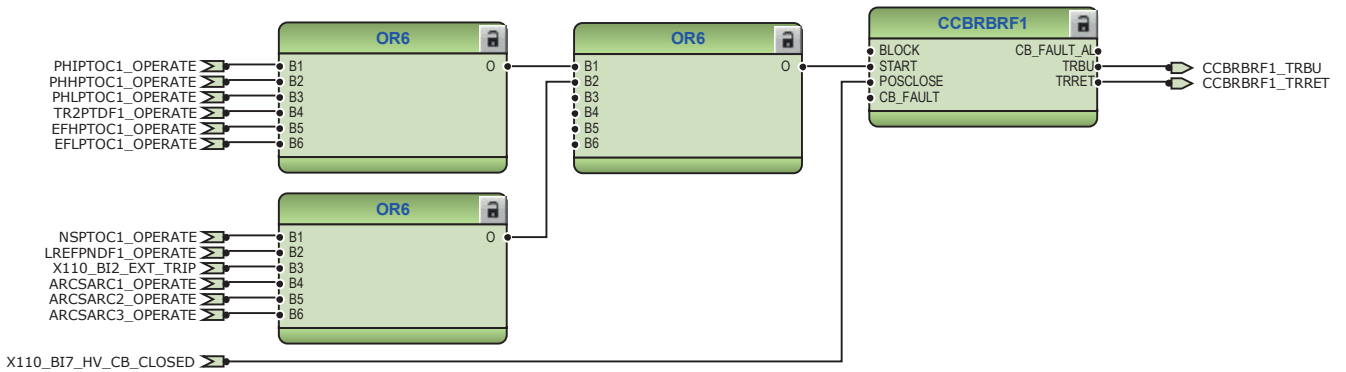 OR6
PHIPTOC1_OPERATE B1 O
PHHPTOC1_OPERATE B2
PHLPTOC1_OPERATE B3
TR2PTDF1_OPERATE B4
EFHPTOC1_OPERATE B5
EFLPTOC1_OPERATE B6
OR6
B1 O
B2
B3
B4
B5
B6
CCBRBRF1
BLOCK CB_FAULT_AL
START TRBU CCBRBRF1_TRBU
POSCLOSE TRRET CCBRBRF1_TRRET
CB_FAULT
OR6
NSPTOC1_OPERATE B1 O
LREFPNDF1_OPERATE B2
X110_BI2_EXT_TRIP B3
ARCSARC1_OPERATE B4
ARCSARC2_OPERATE B5
ARCSARC3_OPERATE B6
X110_BI7_HV_CB_CLOSED